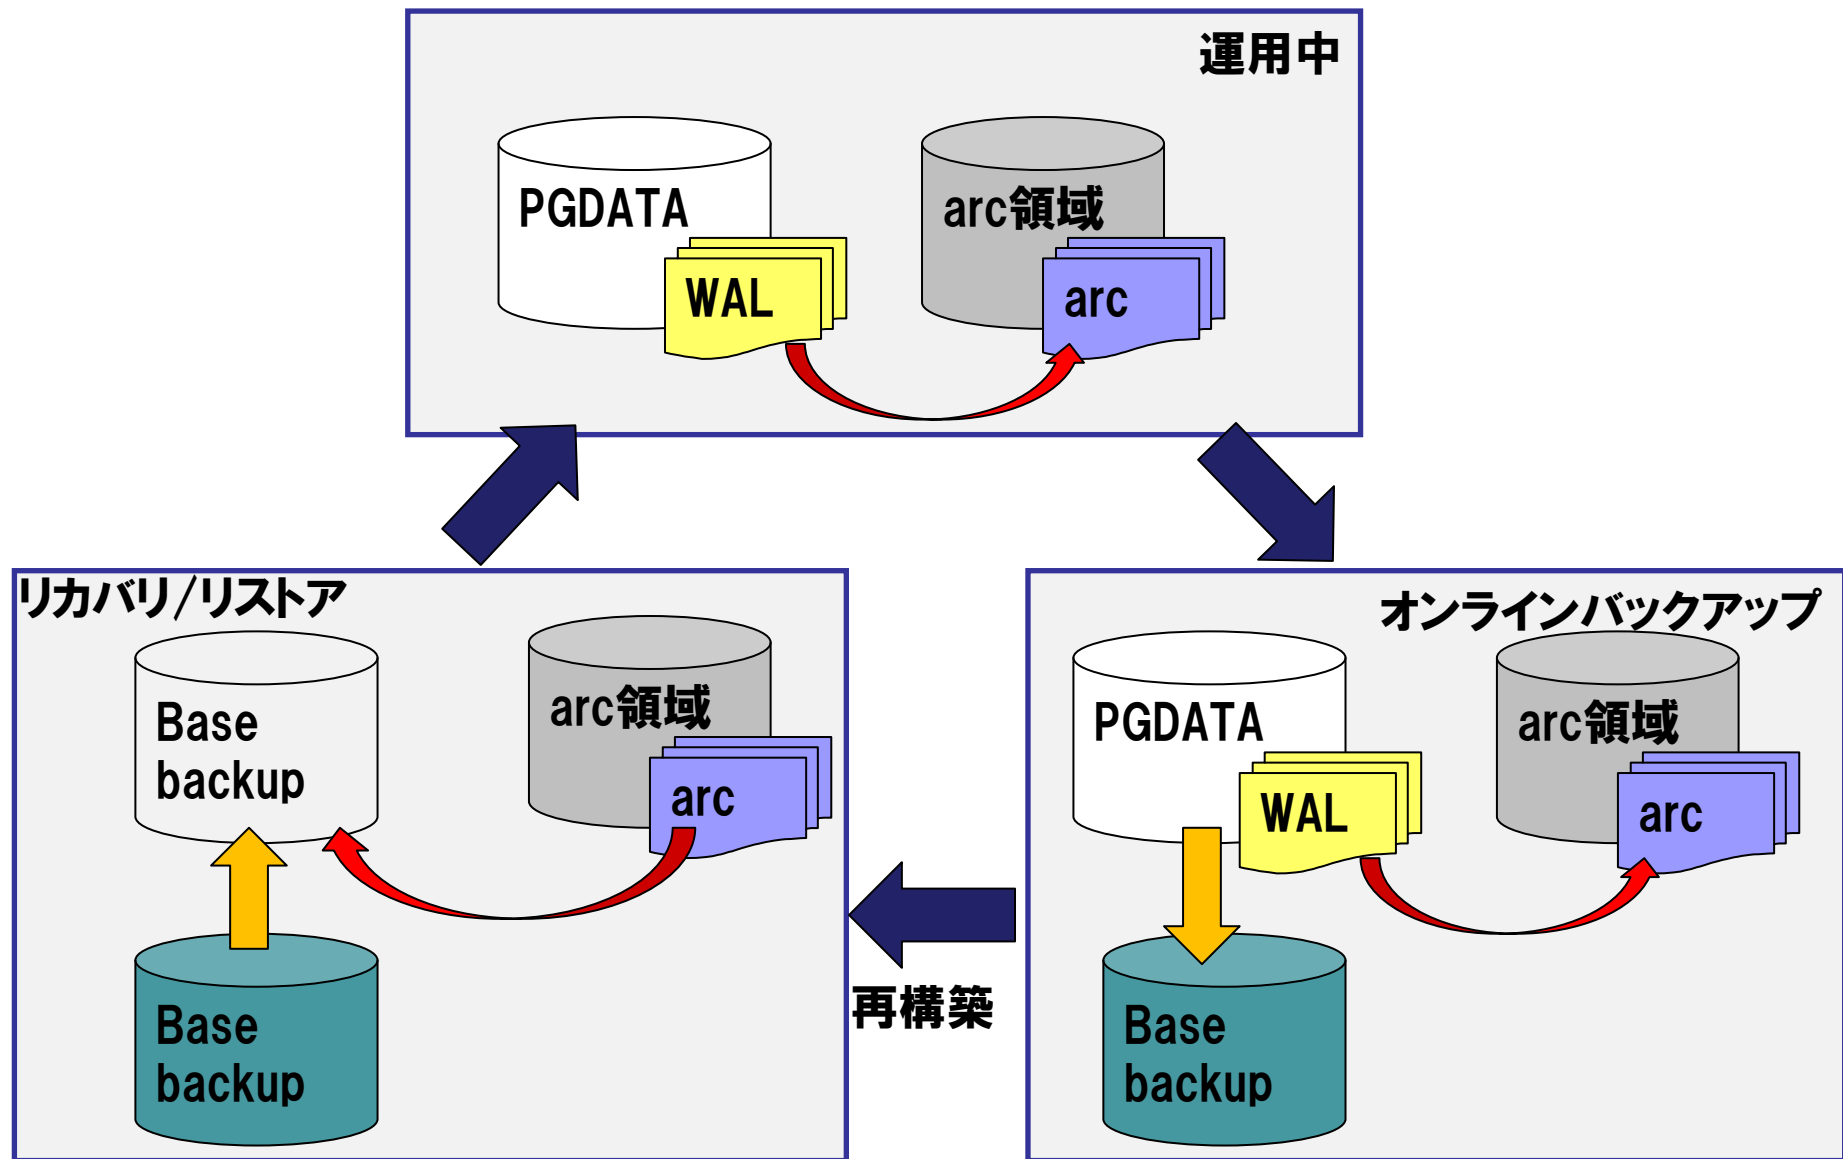 運用中
PGDATA
arc領域
WAL
arc
リカバリ/リストア
Base
backup
arc領域
arc
Base
backup
再構築
オンラインバックアップ
PGDATA
arc領域
WAL
arc
Base
backup